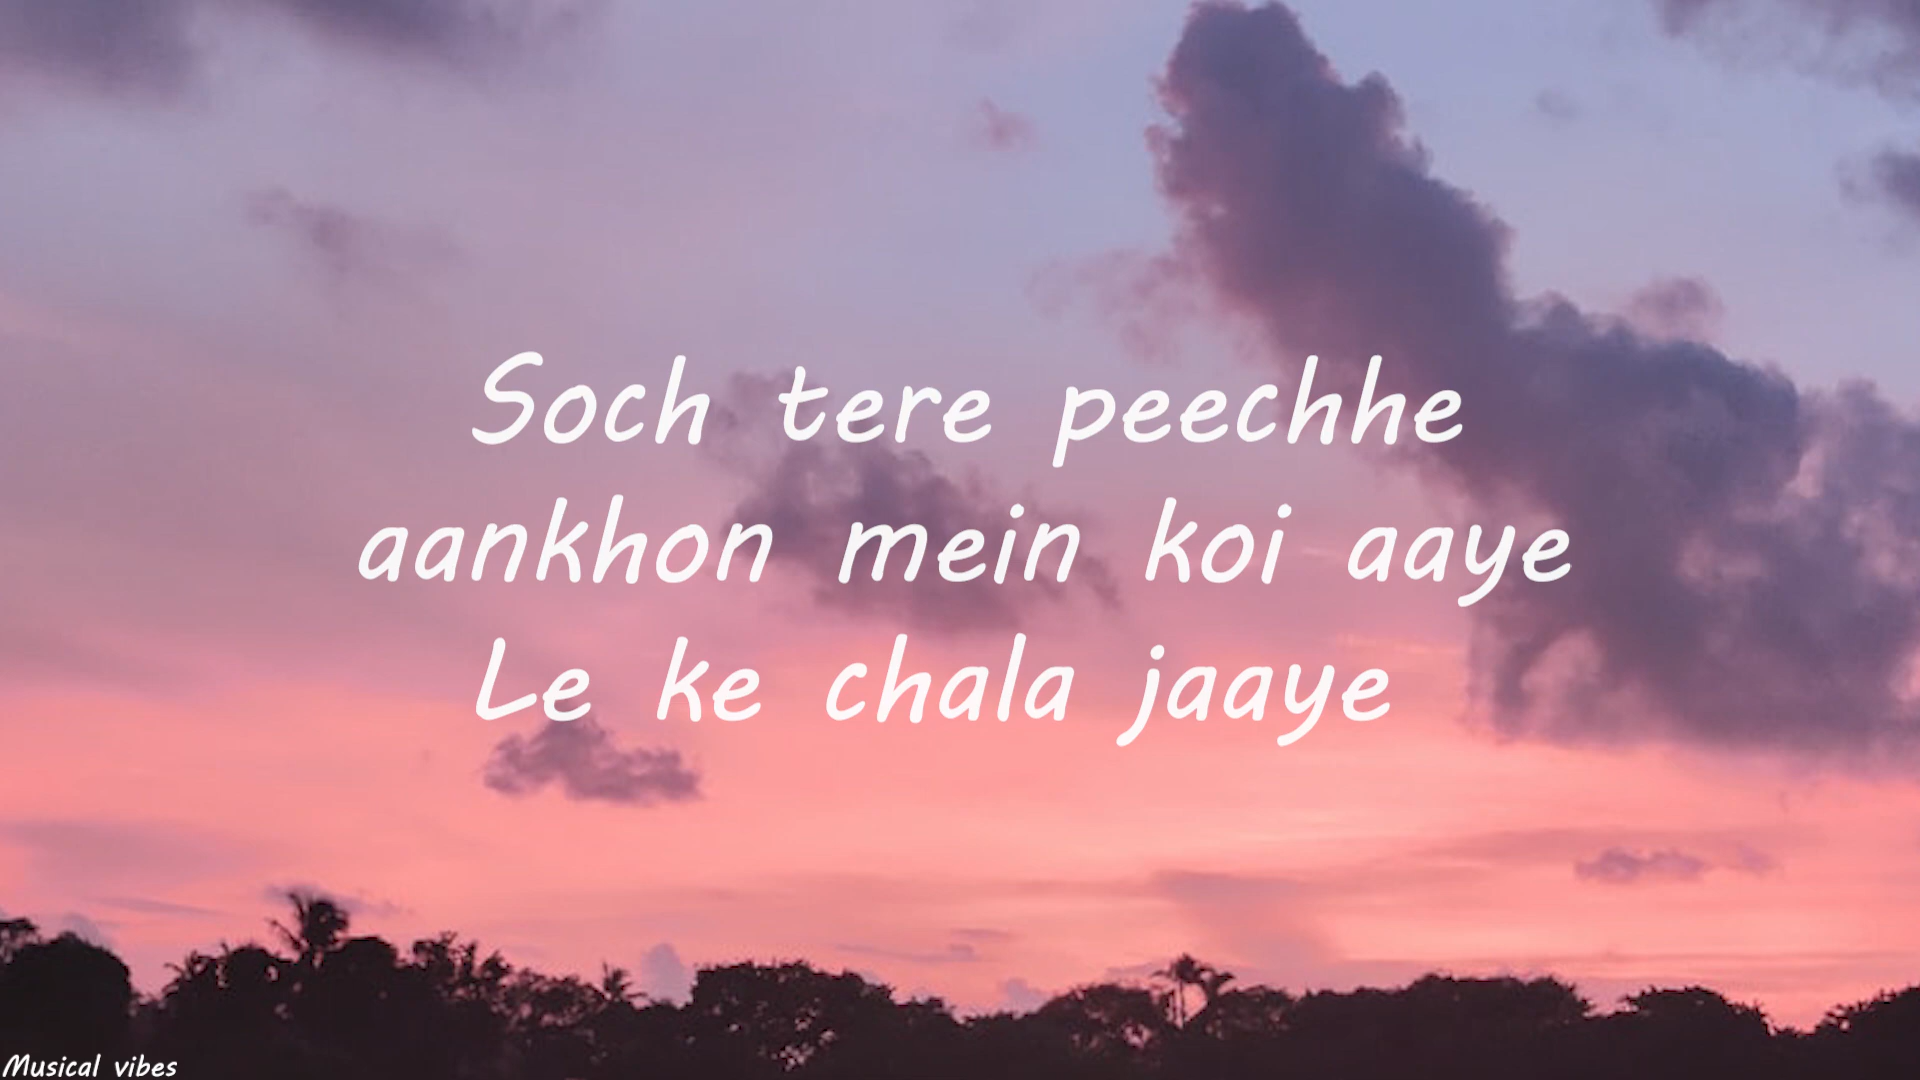 Soch tere peechhe
aankhon mein koi aaye
Le ke chala jaaye
Musical vibes